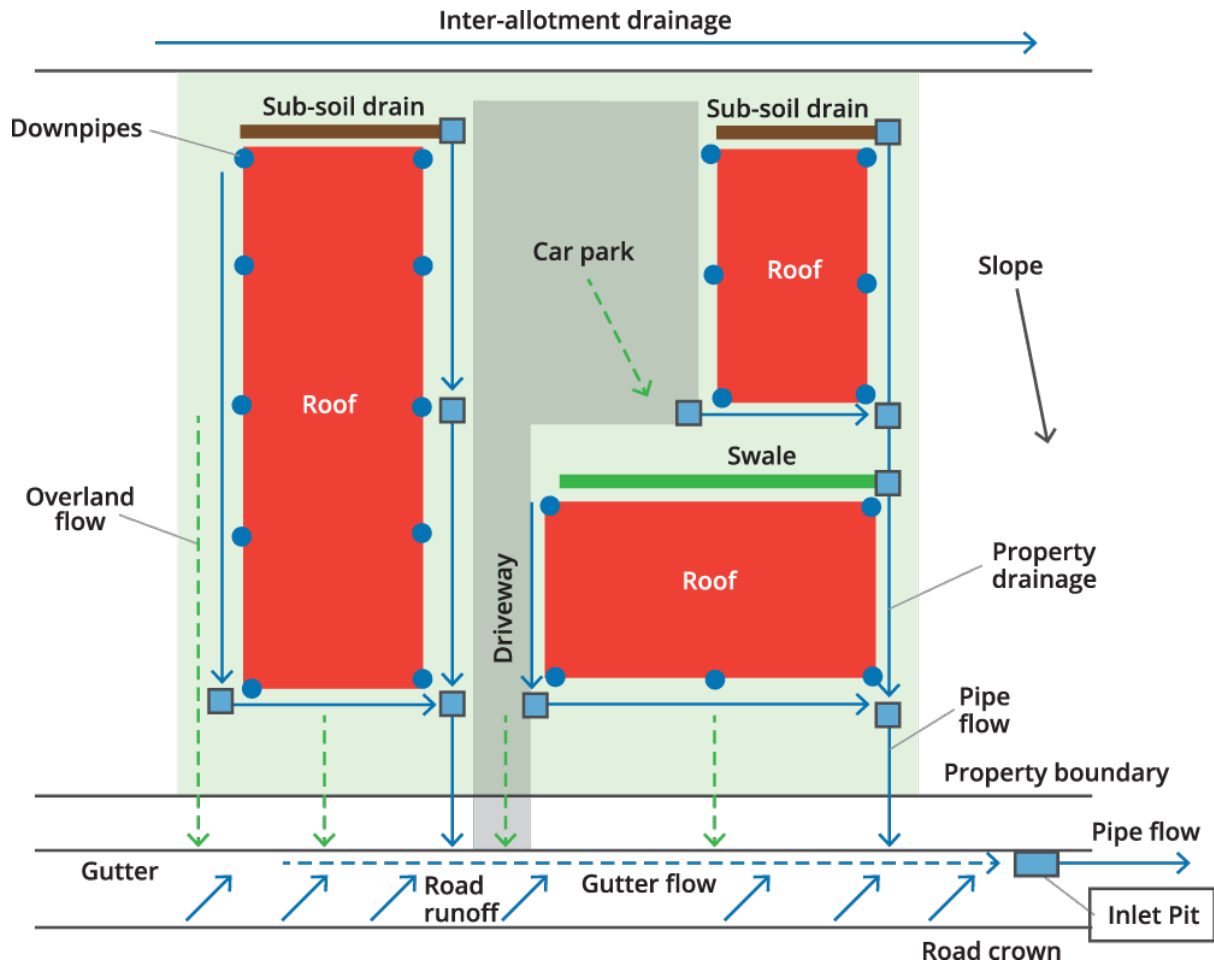 Inter-allotment drainage
Sub-soil drain
Sub-soil drain
Downpipes
Car park
Roof
Slope
Roof
Swale
Overland
flow
Property
drainage
Roof
Driveway
Pipe
flow
Property boundary
Pipe flow
Gutter
Road
runoff
Gutter flow
Inlet Pit
Road crown